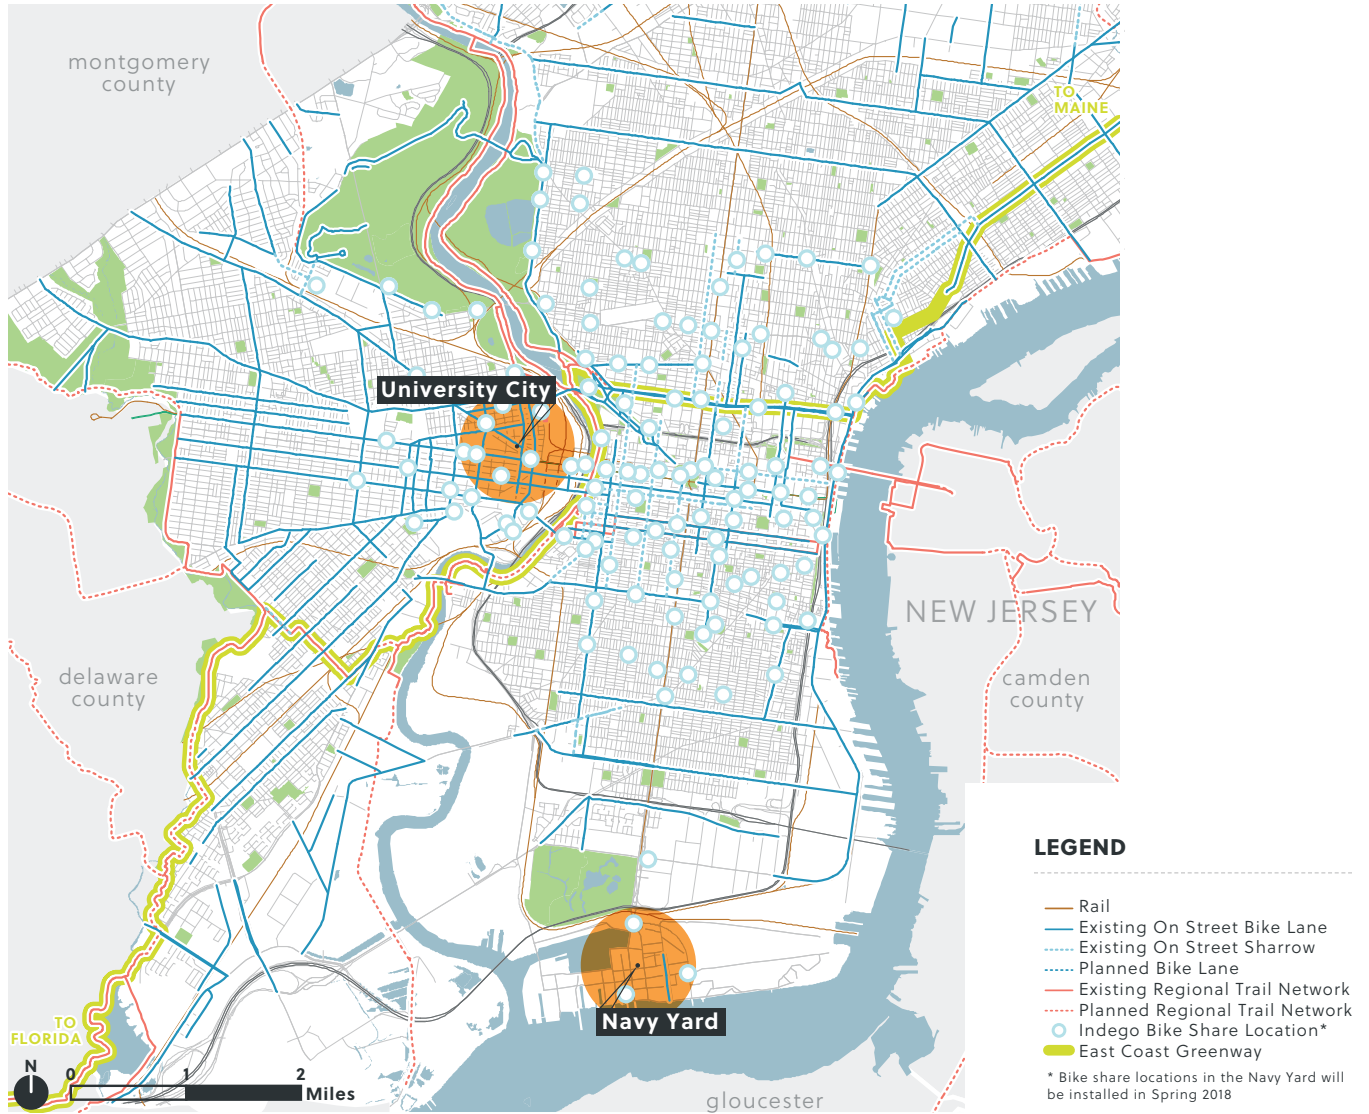 montgomery
county
TO
MAINE
University City
NEW JERSEY
delaware
county
camden
county
LEGEND
Rail
Existing On Street Bike Lane
Existing On Street Sharrow
Planned Bike Lane
Existing Regional Trail Network
Planned Regional Trail Network
Indego Bike Share Location*
East Coast Greenway
* Bike share locations in the Navy Yard will
be installed in Spring 2018
Navy Yard
TO
FLORIDA
N
0 1 2
Miles
gloucester